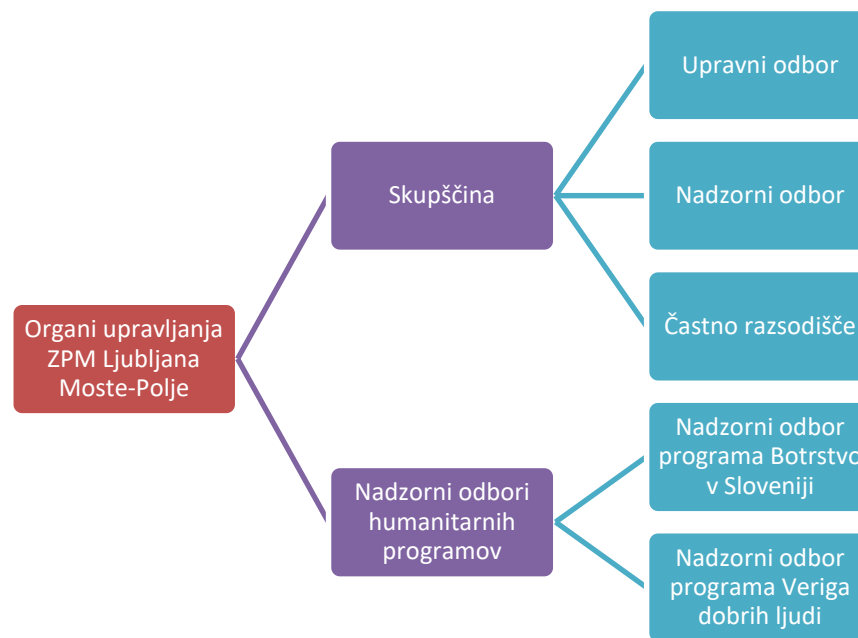 Organi upravljanja
ZPM Ljubljana
Moste-Polje
Skupščina
Upravni odbor
Nadzorni odbor
Častno razsodišče
Nadzorni odbori
humanitarnih
programov
Nadzorni odbor
programa Botrstvo
v Sloveniji
Nadzorni odbor
programa Veriga
dobrih ljudi